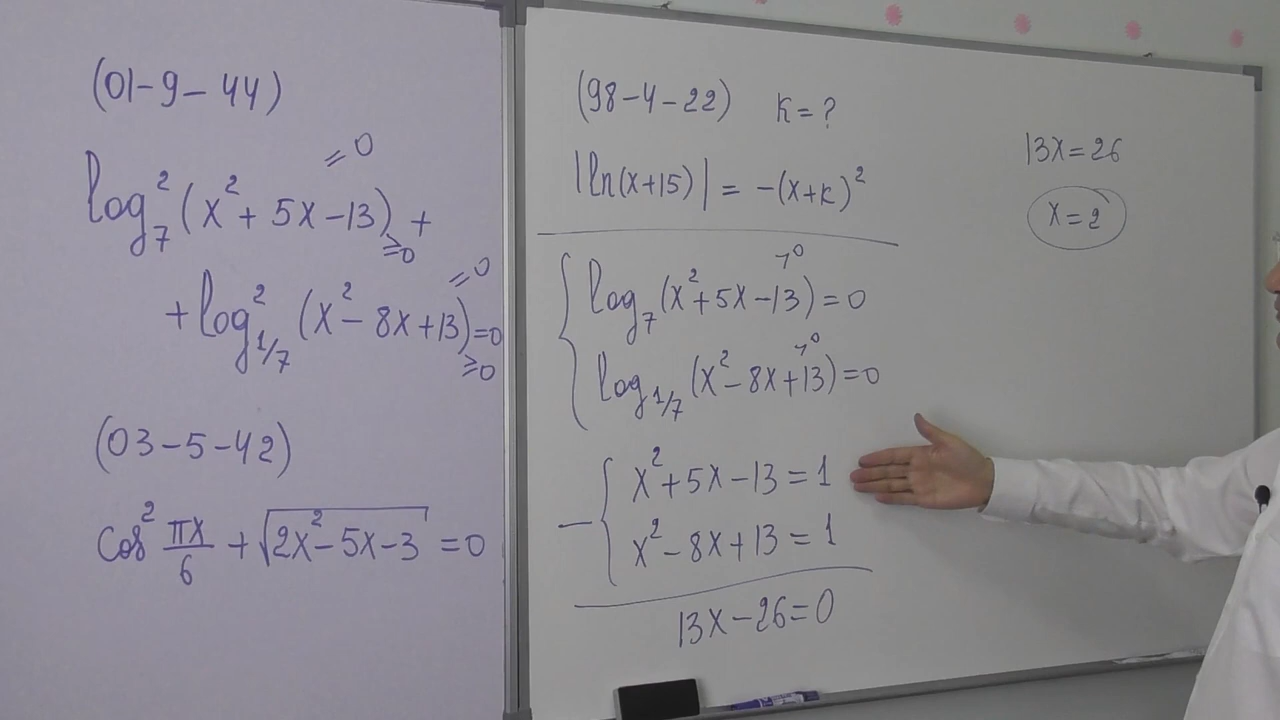 (01-9-44)
= 0
log₇² (x² + 5x - 13) +
≥0
= 0
+ log²₁/₇ (x² - 8x + 13) = 0
≥0
(03-5-42)
cos² πx/6 + √(2x² - 5x - 3) = 0
(98-4-22) k = ?
|ln(x+15)| = -(x+k)²
>0
log₇(x² + 5x - 13) = 0
>0
log₁/₇(x² - 8x + 13) = 0
x² + 5x - 13 = 1
x² - 8x + 13 = 1
13x - 26 = 0
13x = 26
x = 2